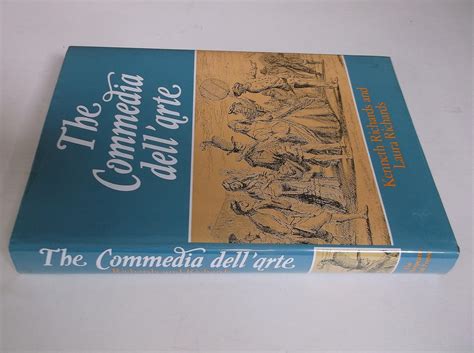 The
Commedia
dell'arte
Kenneth Richards and
Laura Richards
The Commedia dell'arte